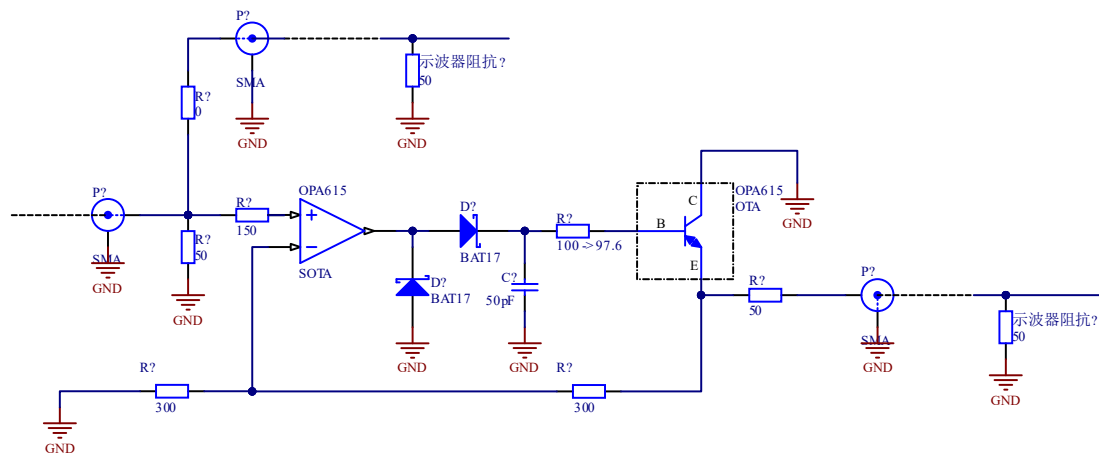 P?
SMA
GND
示波器阻抗?
50
GND
R?
0
P?
SMA
GND
R?
50
GND
R?
150
OPA615
+
−
SOTA
D?
BAT17
D?
BAT17
GND
C?
50pF
GND
R?
100->97.6
C
B
E
OPA615
OTA
GND
R?
50
P?
SMA
GND
示波器阻抗?
50
GND
R?
300
GND
R?
300